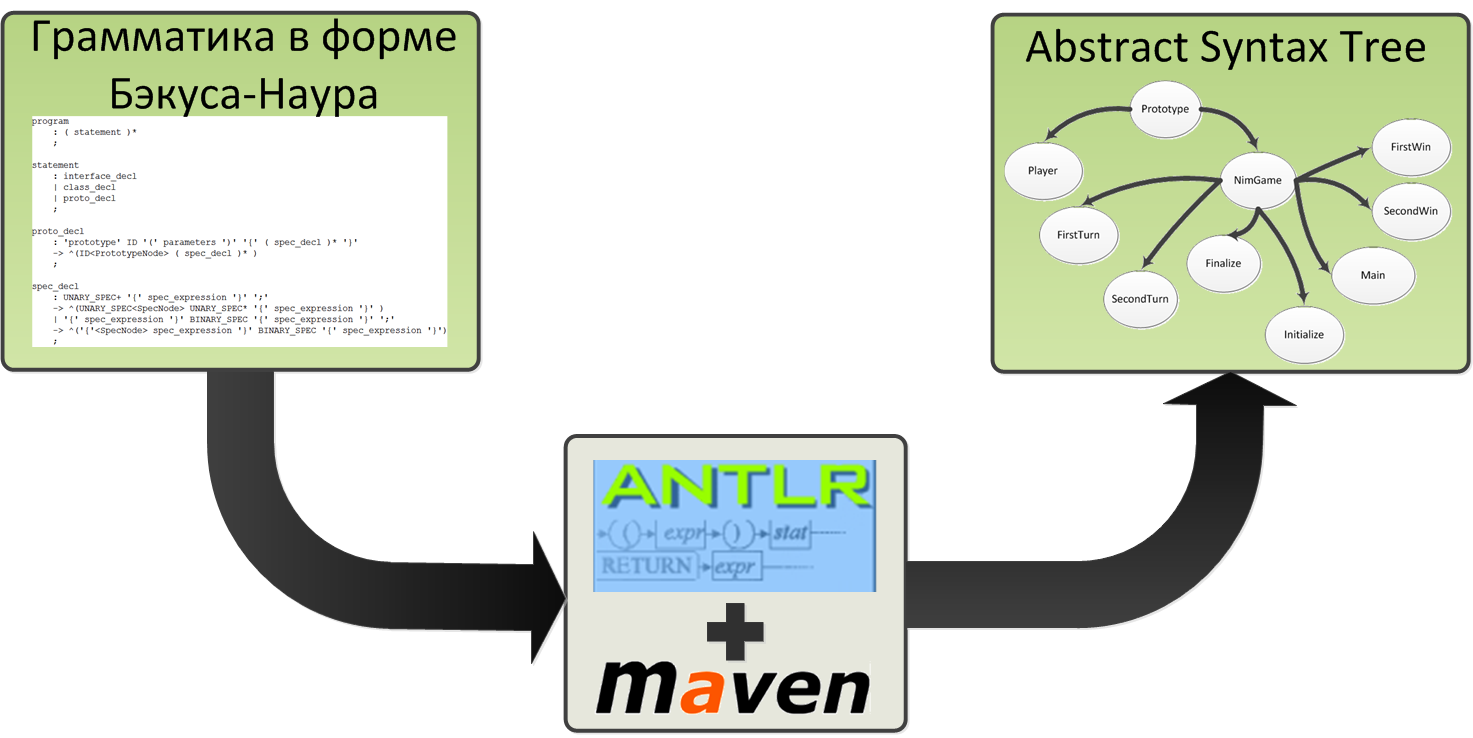 Грамматика в форме
Бэкуса-Наура
program
: ( statement )*
;
statement
: interface_decl
| class_decl
| proto_decl
;
proto_decl
: 'prototype' ID '(' parameters ')' '{' ( spec_decl )* '}'
-> ^(ID<PrototypeNode> ( spec_decl )* )
;
spec_decl
: UNARY_SPEC+ '{' spec_expression '}' ';'
-> ^(UNARY_SPEC<SpecNode> UNARY_SPEC* '{' spec_expression '}' )
| '{' spec_expression '}' BINARY_SPEC '{' spec_expression '}' ';'
-> ^('{'<SpecNode> spec_expression '}' BINARY_SPEC '{' spec_expression '}')
;
Abstract Syntax Tree
Prototype
Player
NimGame
FirstWin
SecondWin
FirstTurn
Finalize
Main
SecondTurn
Initialize
ANTLR
( ( ) expr ( ) ) stat
RETURN expr
+
maven